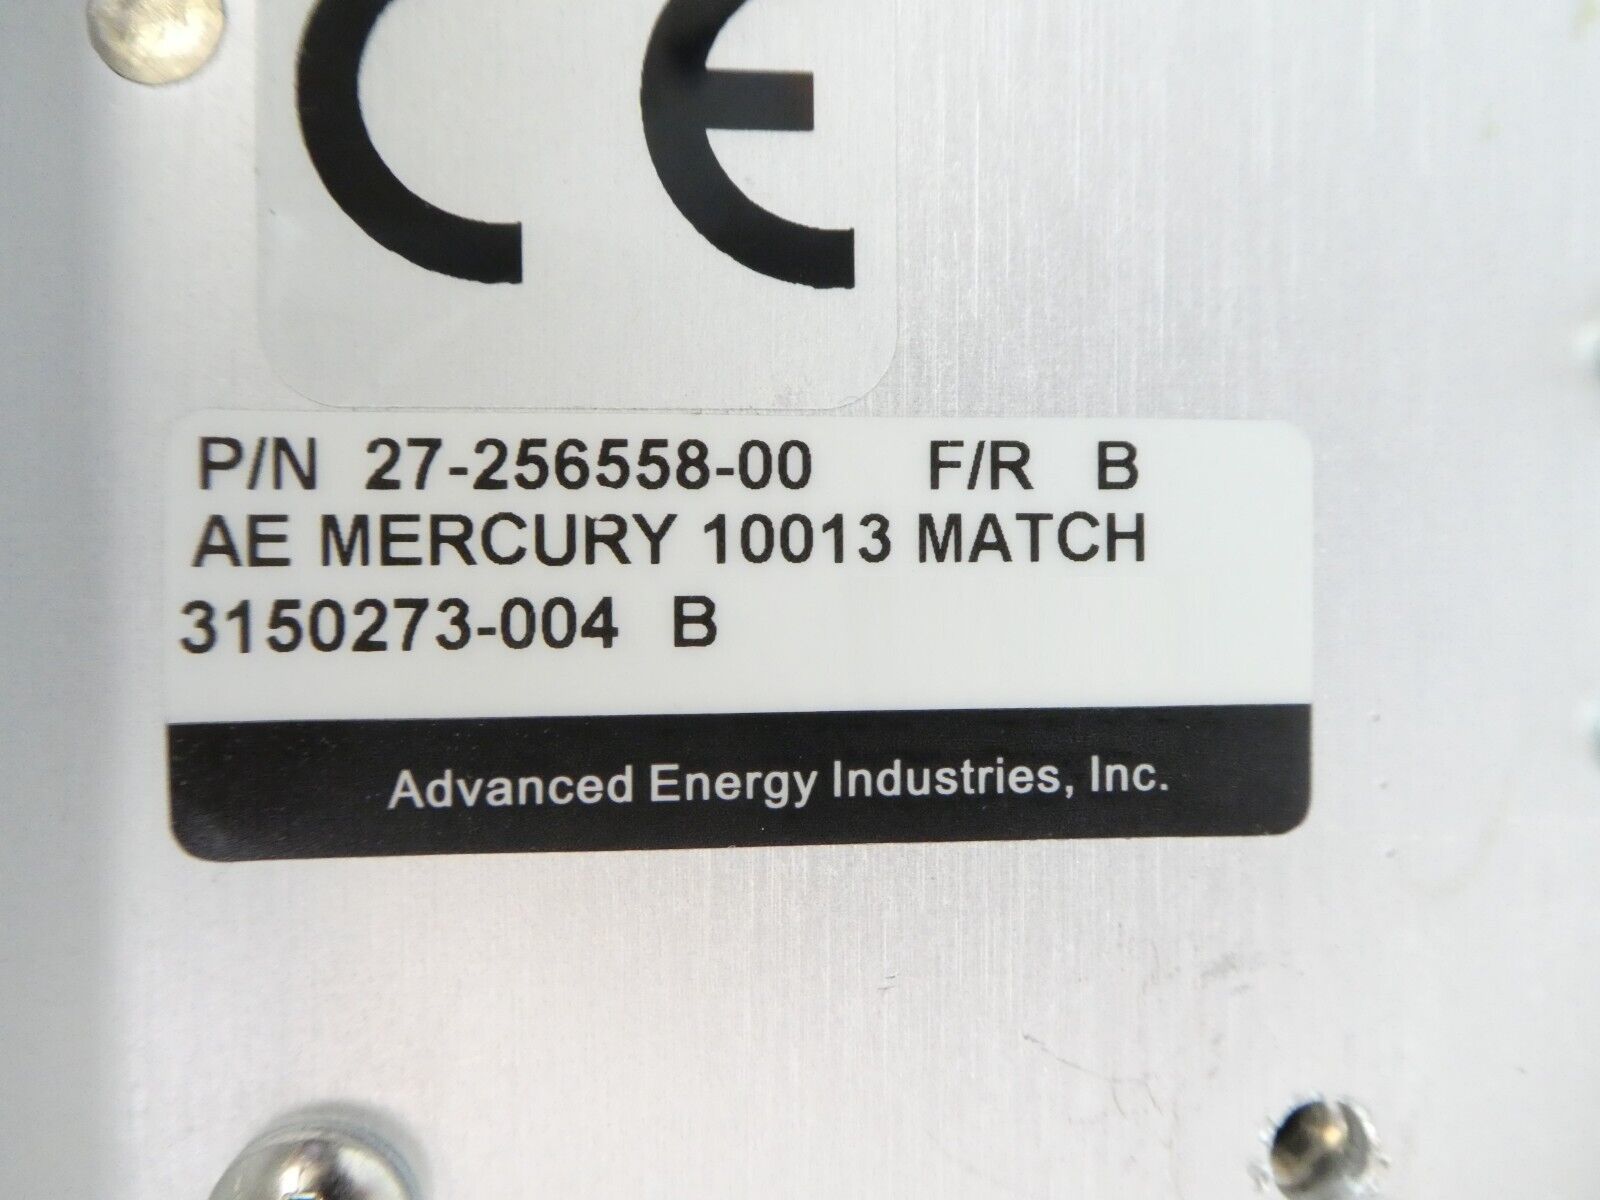 CE
P/N 27-256558-00 F/R B
AE MERCURY 10013 MATCH
3150273-004 B
Advanced Energy Industries, Inc.